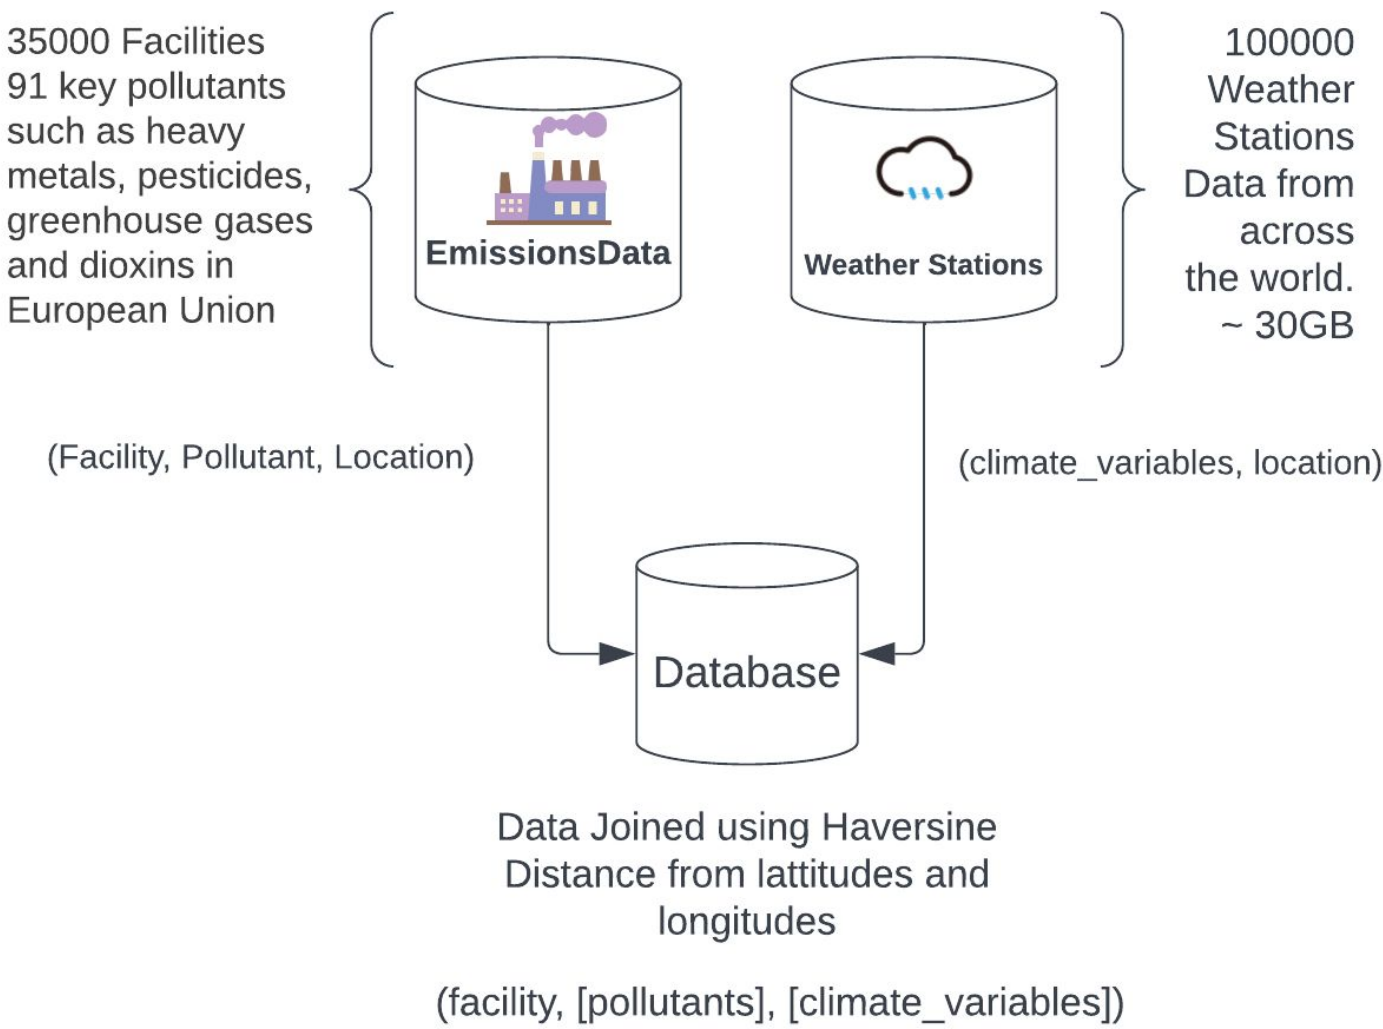 35000 Facilities
91 key pollutants
such as heavy
metals, pesticides,
greenhouse gases
and dioxins in
European Union
EmissionsData
Weather Stations
100000
Weather
Stations
Data from
across
the world.
~ 30GB
(Facility, Pollutant, Location)
(climate_variables, location)
Database
Data Joined using Haversine
Distance from lattitudes and
longitudes
(facility, [pollutants], [climate_variables])